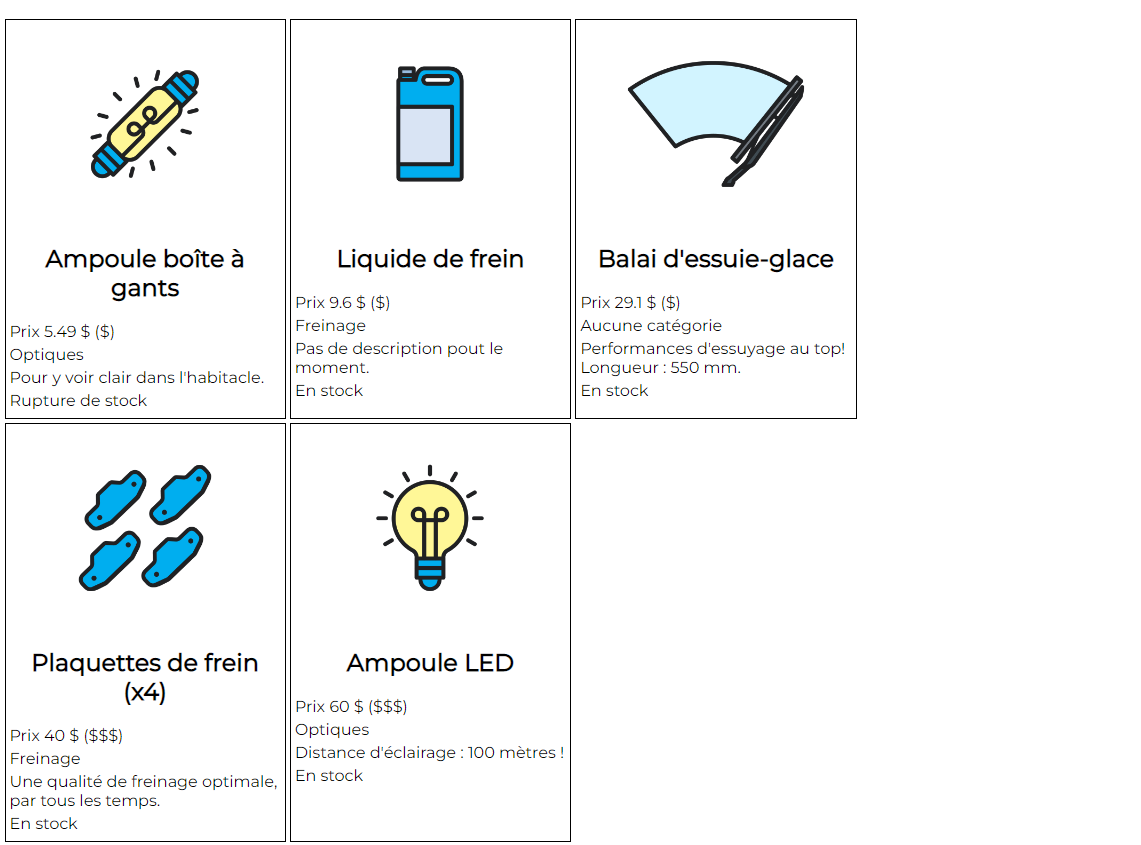 Ampoule boîte à
gants
Prix 5.49 $ ($)
Optiques
Pour y voir clair dans l'habitacle.
Rupture de stock
Liquide de frein
Prix 9.6 $ ($)
Freinage
Pas de description pout le
moment.
En stock
Balai d'essuie-glace
Prix 29.1 $ ($)
Aucune catégorie
Performances d'essuyage au top!
Longueur : 550 mm.
En stock
Plaquettes de frein
(x4)
Prix 40 $ ($$$)
Freinage
Une qualité de freinage optimale,
par tous les temps.
En stock
Ampoule LED
Prix 60 $ ($$$)
Optiques
Distance d'éclairage : 100 mètres !
En stock